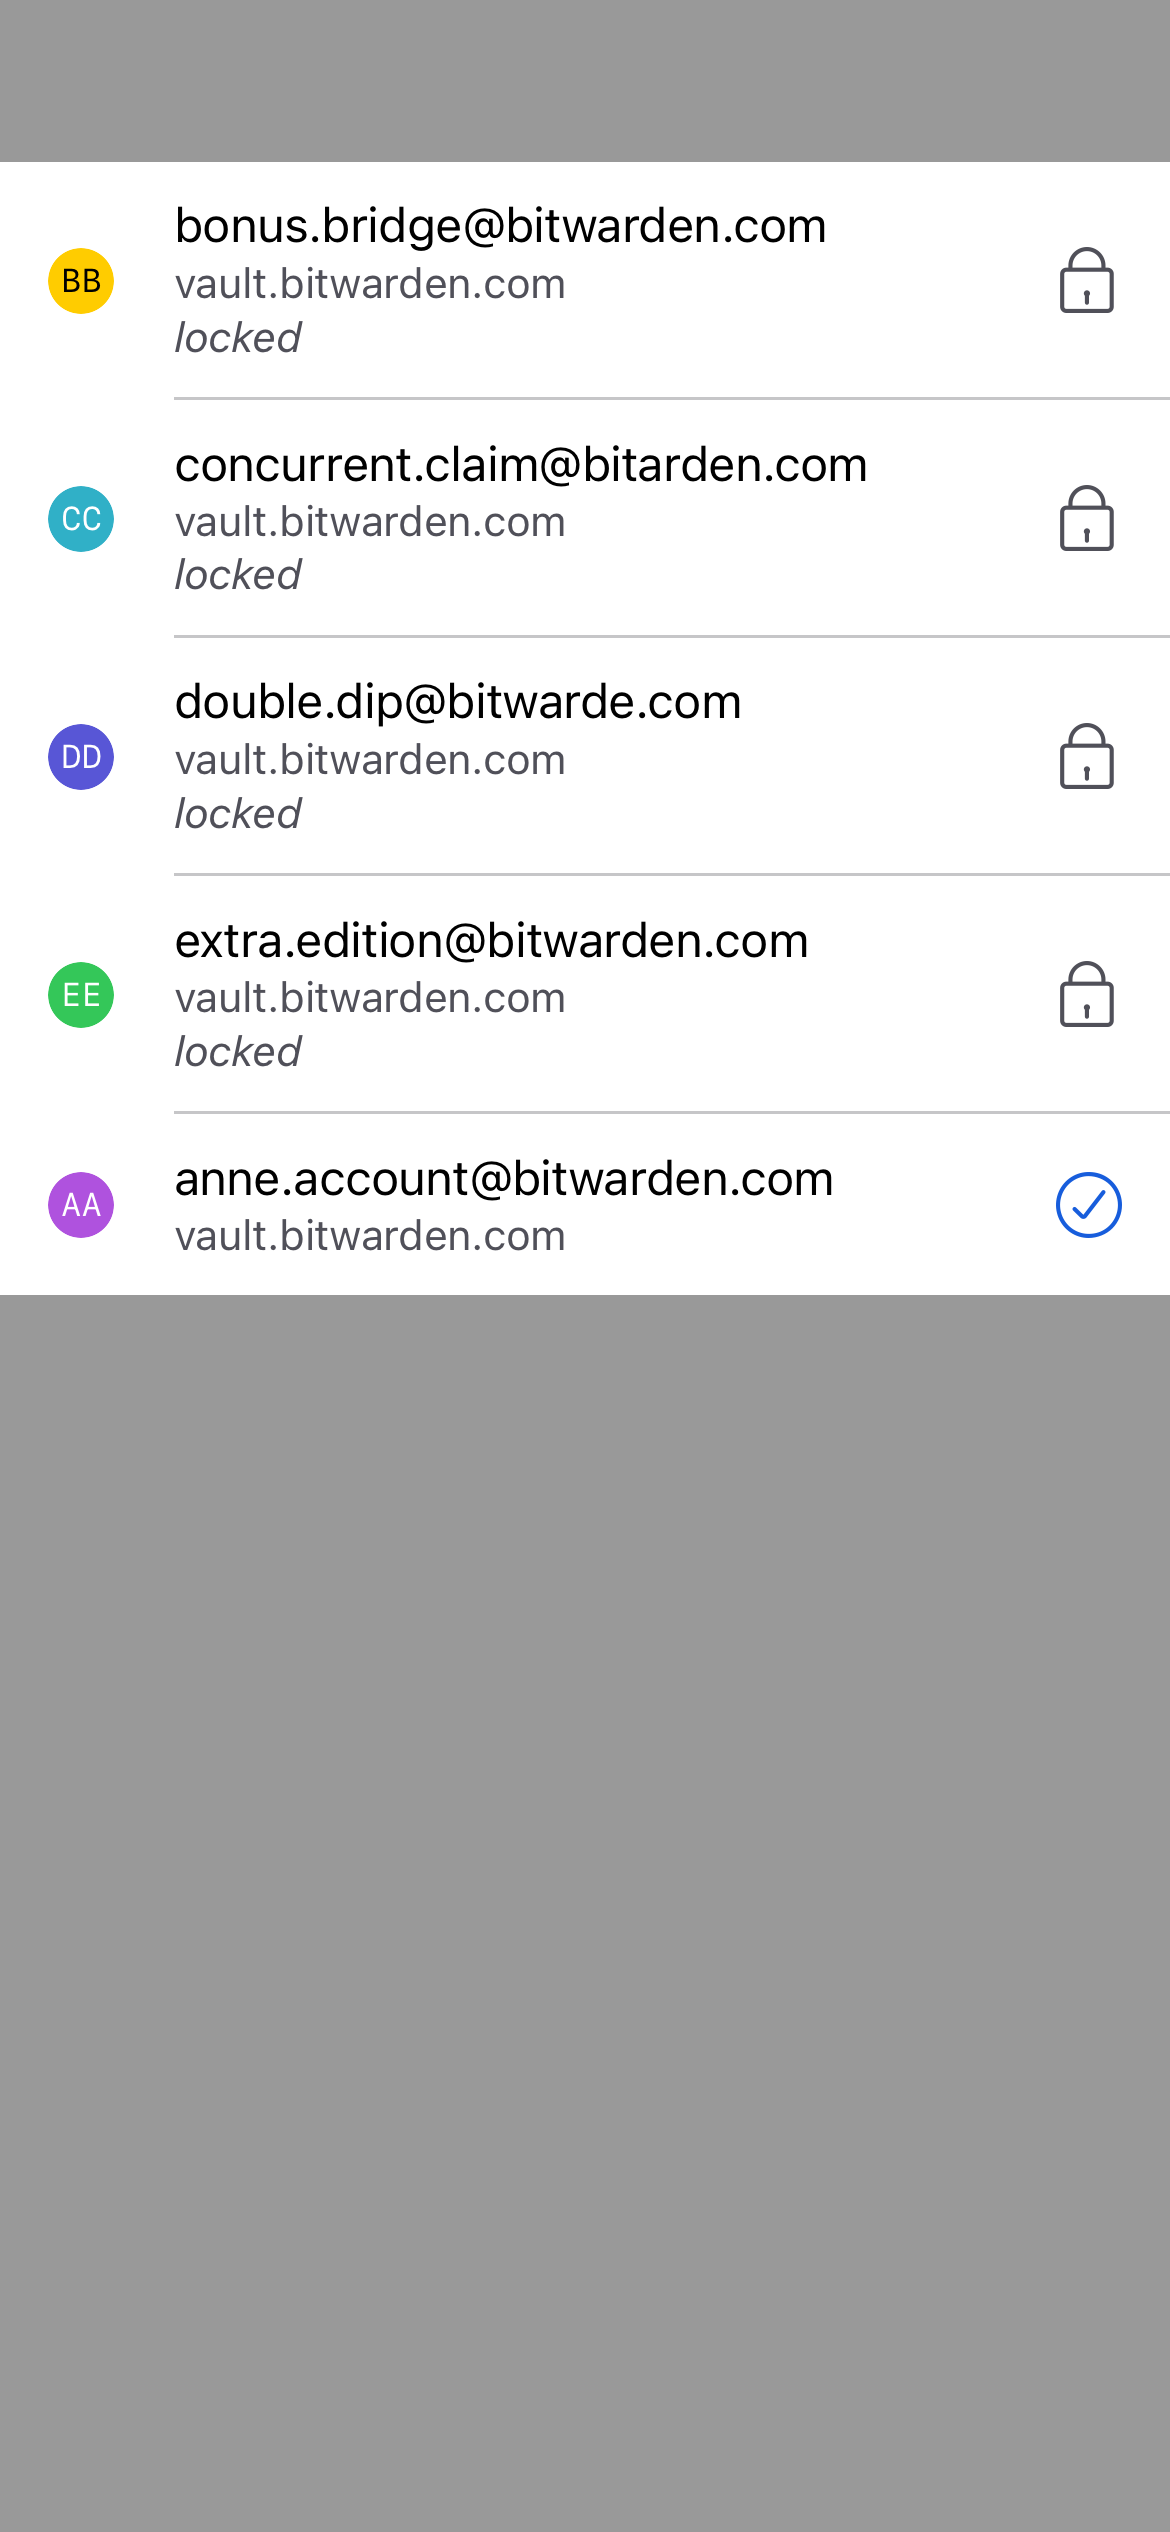 BB
bonus.bridge@bitwarden.com
vault.bitwarden.com
locked
CC
concurrent.claim@bitarden.com
vault.bitwarden.com
locked
DD
double.dip@bitwarde.com
vault.bitwarden.com
locked
EE
extra.edition@bitwarden.com
vault.bitwarden.com
locked
AA
anne.account@bitwarden.com
vault.bitwarden.com